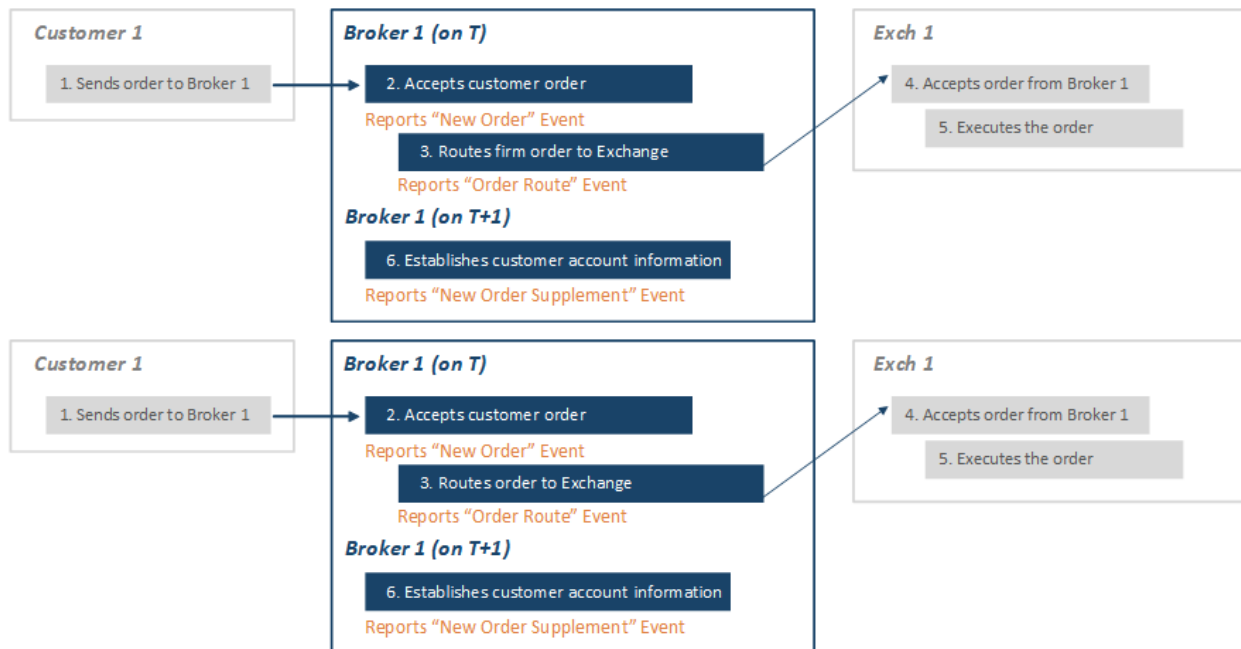 Customer 1
1. Sends order to Broker 1
Broker 1 (on T)
2. Accepts customer order
Reports “New Order” Event
3. Routes firm order to Exchange
Reports “Order Route” Event
Broker 1 (on T+1)
6. Establishes customer account information
Reports “New Order Supplement” Event
Exch 1
4. Accepts order from Broker 1
5. Executes the order
Customer 1
1. Sends order to Broker 1
Broker 1 (on T)
2. Accepts customer order
Reports “New Order” Event
3. Routes order to Exchange
Reports “Order Route” Event
Broker 1 (on T+1)
6. Establishes customer account information
Reports “New Order Supplement” Event
Exch 1
4. Accepts order from Broker 1
5. Executes the order